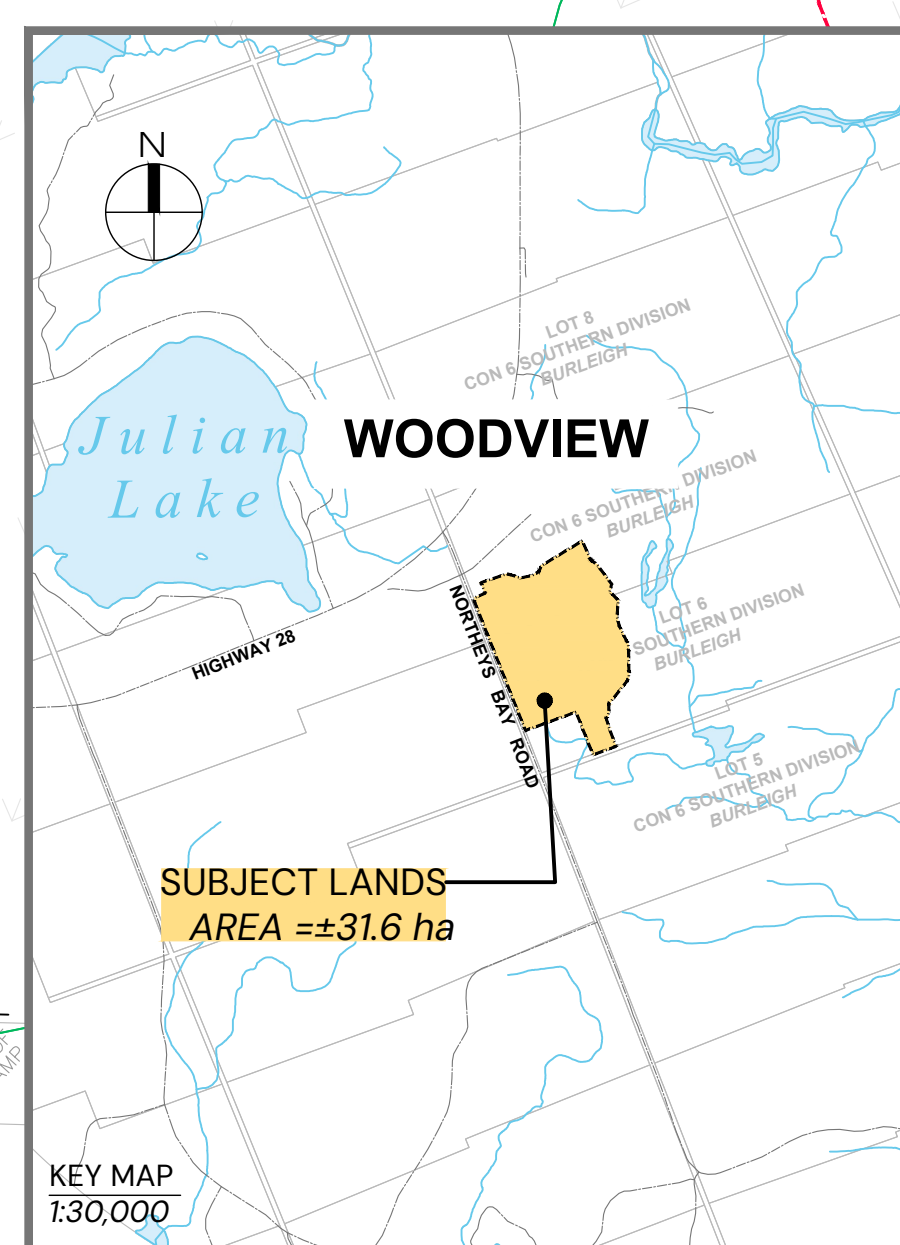 N
LOT 8
CON 6 SOUTHERN DIVISION
BURLEIGH
Julian
Lake
WOODVIEW
CON 6 SOUTHERN DIVISION
BURLEIGH
NORTHEYS BAY ROAD
LOT 6
SOUTHERN DIVISION
BURLEIGH
HIGHWAY 28
LOT 5
CON 6 SOUTHERN DIVISION
BURLEIGH
SUBJECT LANDS
AREA =±31.6 ha
KEY MAP
1:30,000